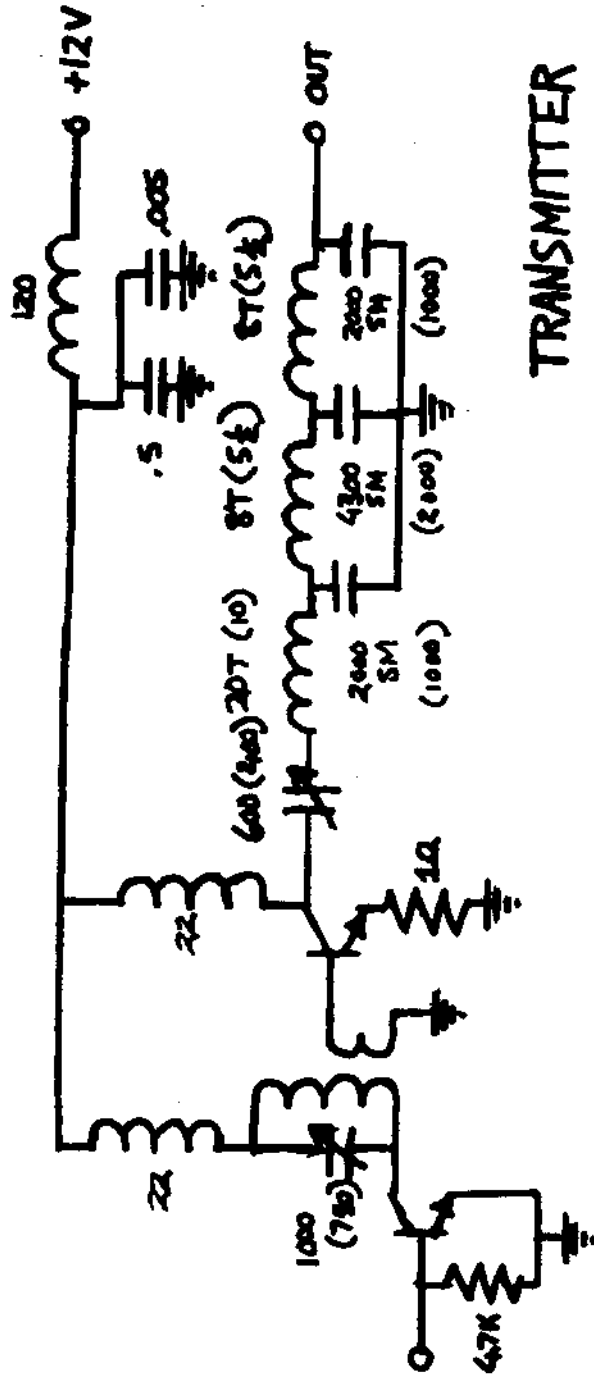 120
+12V
.5
.005
22
22
1000
(750)
600 (400)
20T (10)
8T (5½)
8T (5½)
OUT
2000
SM
(1000)
4300
SM
(2000)
2000
SM
(1000)
1Ω
4.7K
TRANSMITTER